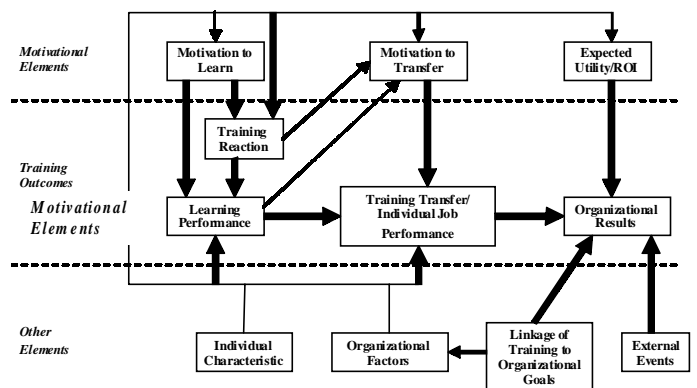 Motivational
Elements
Motivation to
Learn
Motivation to
Transfer
Expected
Utility/ROI
Training
Reaction
Training
Outcomes
Motivational
Elements
Learning
Performance
Training Transfer/
Individual Job
Performance
Organizational
Results
Other
Elements
Individual
Characteristic
Organizational
Factors
Linkage of
Training to
Organizational
Goals
External
Events